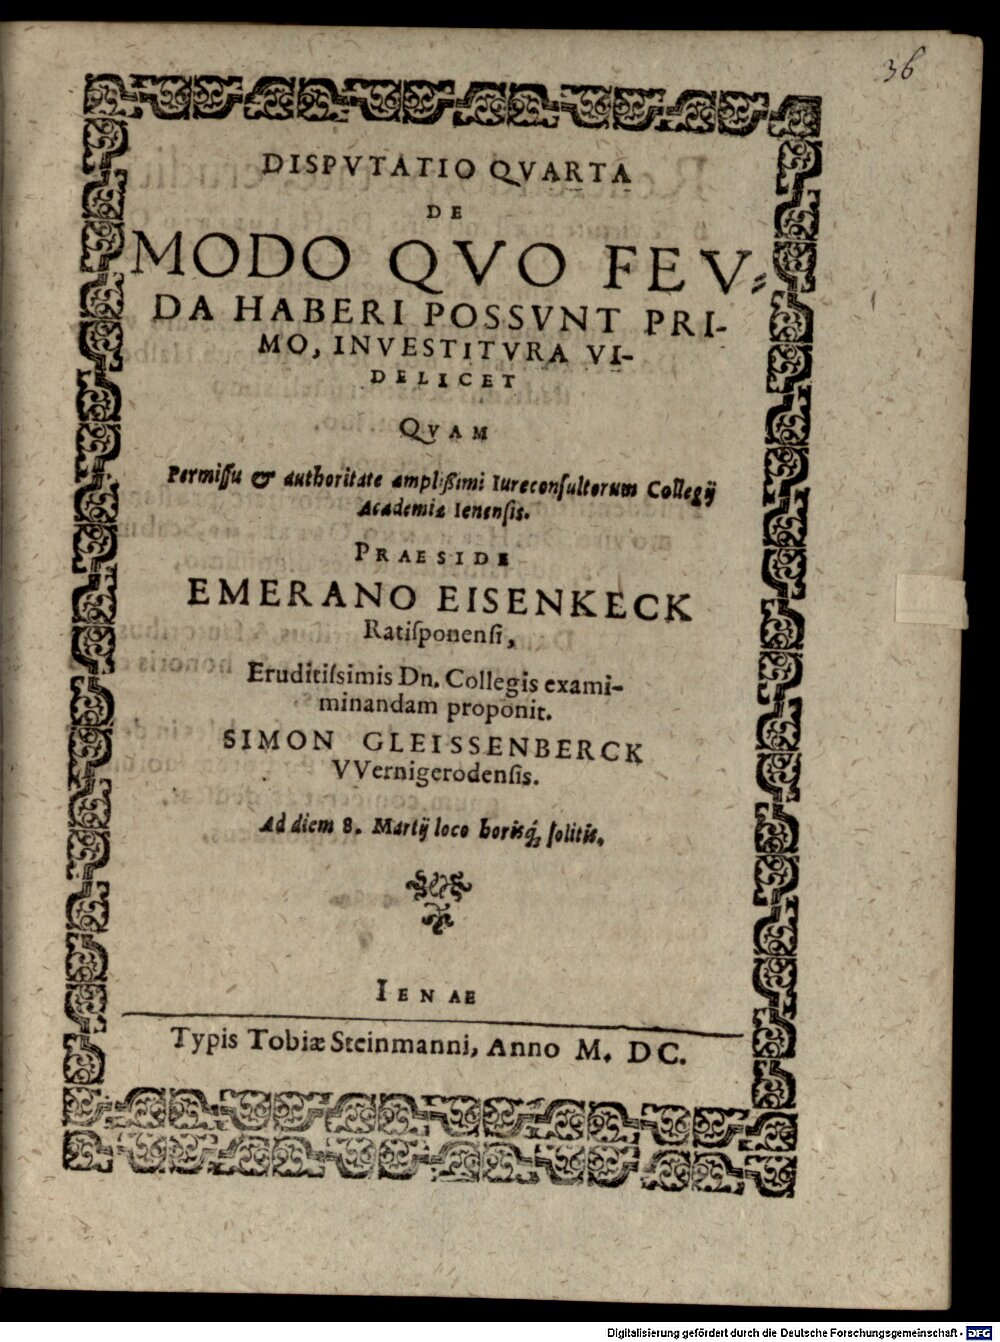 36
DISPVTATIO QVARTA
DE
MODO QVO FEV-
DA HABERI POSSVNT PRI-
MO, INVESTITVRA VI-
DELICET
QVAM
Permiſſu & authoritate ampliſsimi Iureconſultorum Collegij
Academiæ Ienenſis.
PRAESIDE
EMERANO EISENKECK
Ratiſponenſi,
Eruditiſsimis Dn. Collegis exami-
minandam proponit.
SIMON GLEISSENBERCK
VVernigerodenſis.
Ad diem 8. Martij loco horisq́; ſolitis.
IENAE
Typis Tobiæ Steinmanni, Anno M. DC.
Digitalisierung gefördert durch die Deutsche Forschungsgemeinschaft - DFG